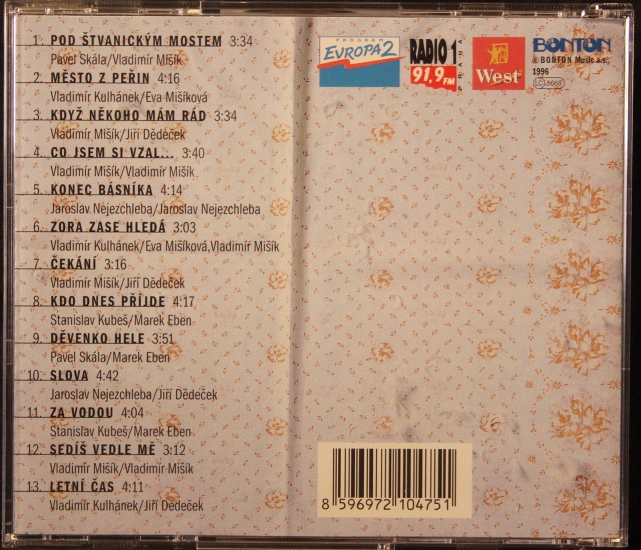 1. POD ŠTVANICKÝM MOSTEM 3:34
Pavel Skála/Vladimír Mišík
2. MĚSTO Z PEŘIN 4:16
Vladimír Kulhánek/Eva Mišíková
3. KDYŽ NĚKOHO MÁM RÁD 3:34
Vladimír Mišík/Jiří Dědeček
4. CO JSEM SI VZAL... 3:40
Vladimír Mišík/Vladimír Mišík
5. KONEC BÁSNÍKA 4:14
Jaroslav Nejezchleba/Jaroslav Nejezchleba
6. ZORA ZASE HLEDÁ 3:03
Vladimír Kulhánek/Eva Mišíková,Vladimír Mišík
7. ČEKÁNÍ 3:16
Vladimír Mišík/Jiří Dědeček
8. KDO DNES PŘÍJDE 4:17
Stanislav Kubeš/Marek Eben
9. DĚVENKO HELE 3:51
Pavel Skála/Marek Eben
10. SLOVA 4:42
Jaroslav Nejezchleba/Jiří Dědeček
11. ZA VODOU 4:04
Stanislav Kubeš/Marek Eben
12. SEDÍŠ VEDLE MĚ 3:12
Vladimír Mišík/Vladimír Mišík
13. LETNÍ ČAS 4:11
Vladimír Kulhánek/Jiří Dědeček
PROGRAM
EVROPA 2
RADIO 1
91,9 FM
PRAHA
West
BONTON
® BONTON Music a.s.,
1996
8 596972 104751